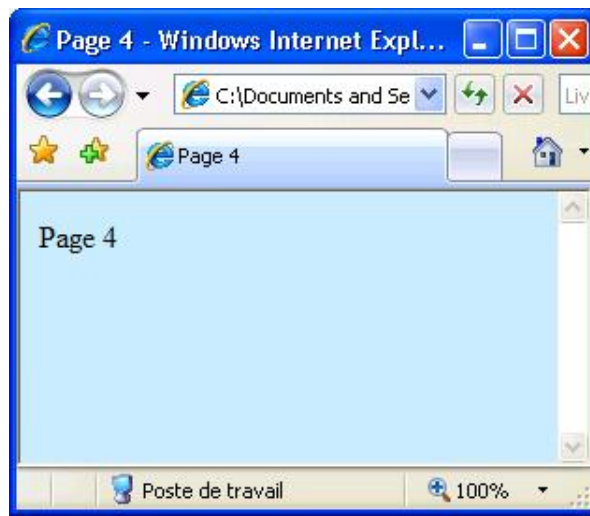 Page 4 - Windows Internet Expl...
C:\Documents and Se
Liv
Page 4
Page 4
Poste de travail
100%